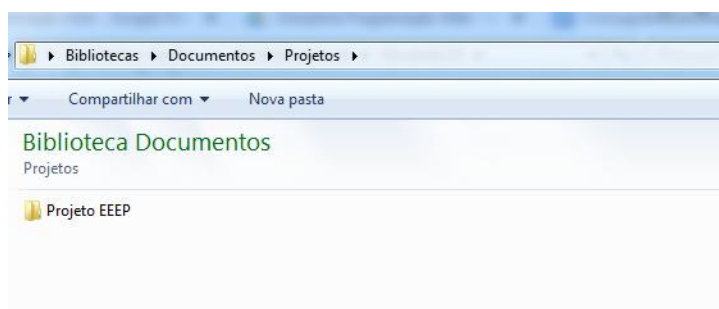 Bibliotecas ▸ Documentos ▸ Projetos ▸
Compartilhar com Nova pasta
Biblioteca Documentos
Projetos
Projeto EEEP